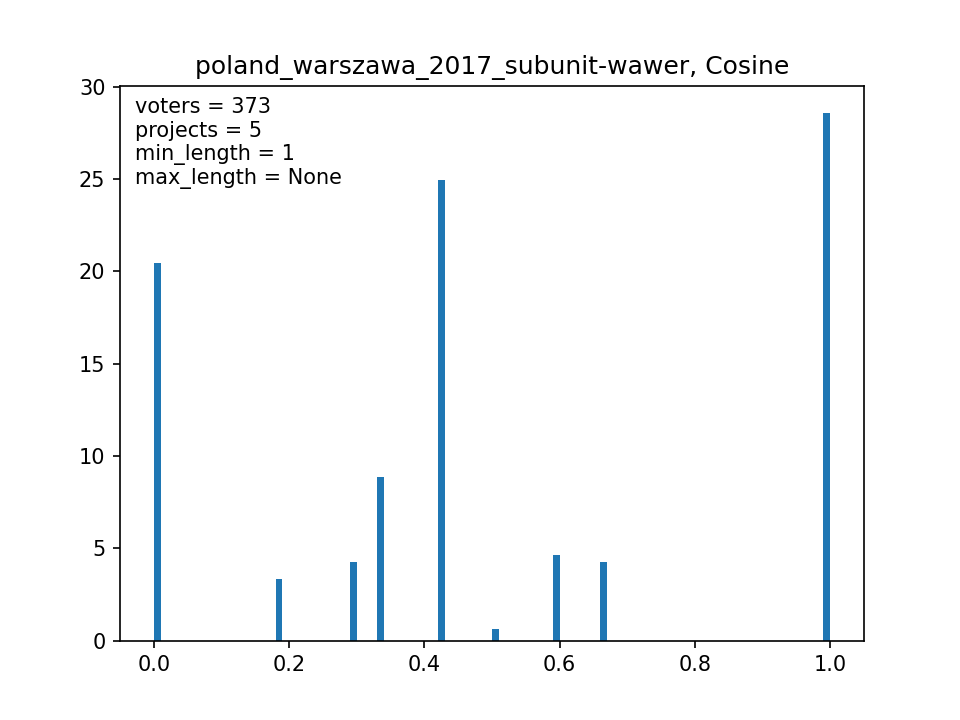 poland_warszawa_2017_subunit-wawer, Cosine
voters = 373
projects = 5
min_length = 1
max_length = None
30
25
20
15
10
5
0
0.0 0.2 0.4 0.6 0.8 1.0